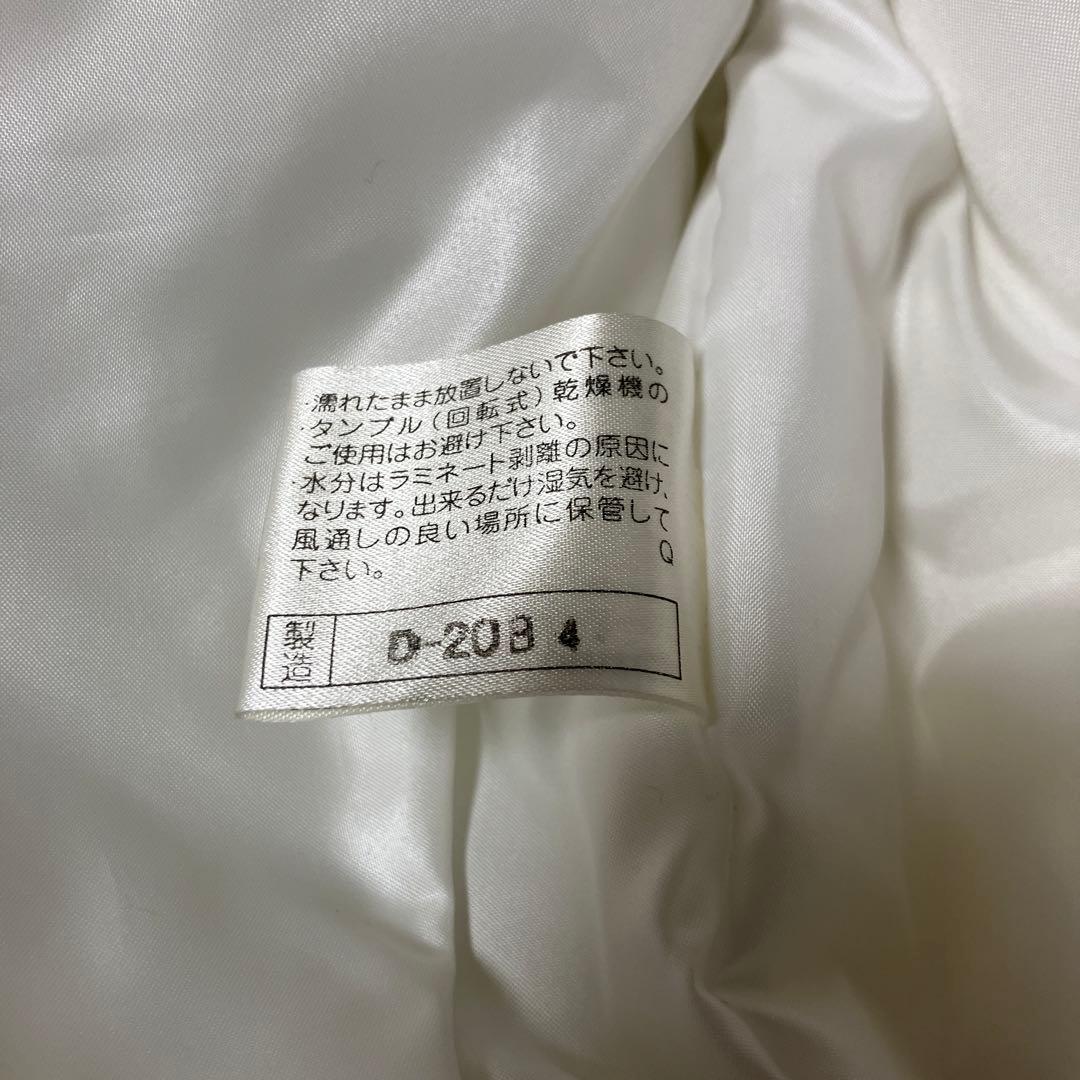 ・濡れたまま放置しないで下さい。
・タンブル(回転式)乾燥機の
ご使用はお避け下さい。
・水分はラミネート剥離の原因に
なります。出来るだけ湿気を避け、
風通しの良い場所に保管して
下さい。
Q
製造 D-20B 4